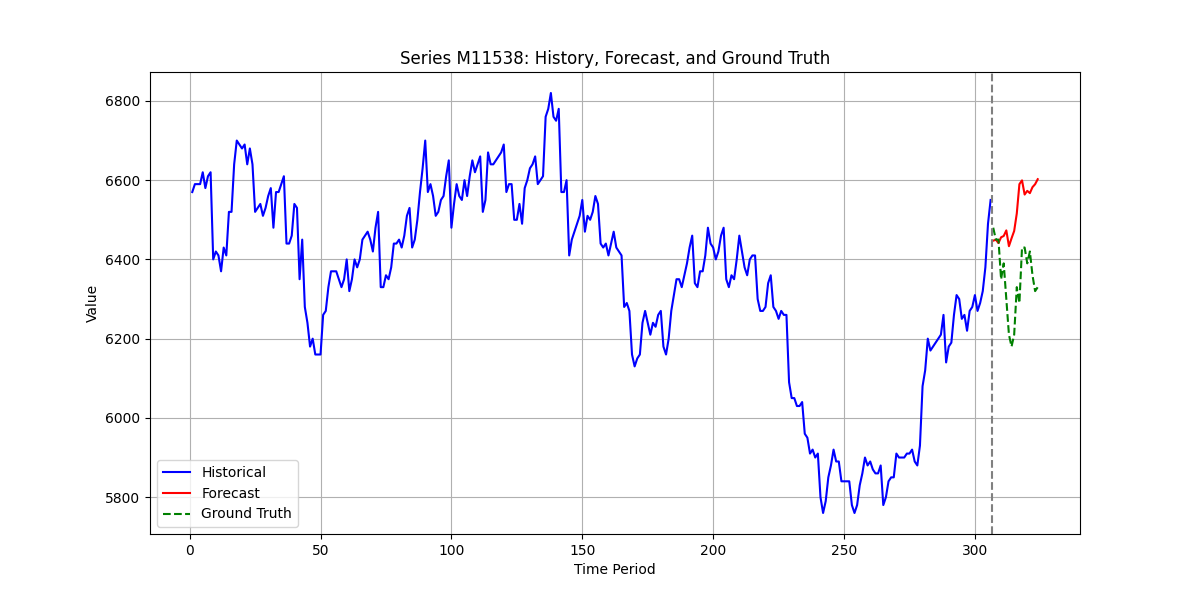 Series M11538: History, Forecast, and Ground Truth
Value
6800
6600
6400
6200
6000
5800
Historical
Forecast
Ground Truth
0 50 100 150 200 250 300
Time Period